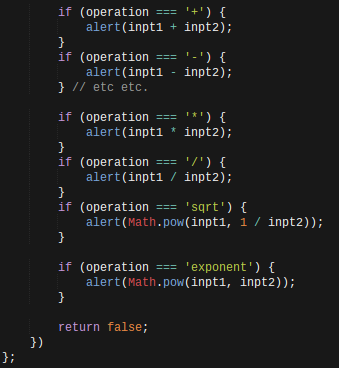 if (operation === '+') {
alert(inpt1 + inpt2);
}
if (operation === '-') {
alert(inpt1 - inpt2);
} // etc etc.
if (operation === '*') {
alert(inpt1 * inpt2);
}
if (operation === '/') {
alert(inpt1 / inpt2);
}
if (operation === 'sqrt') {
alert(Math.pow(inpt1, 1 / inpt2));
}
if (operation === 'exponent') {
alert(Math.pow(inpt1, inpt2));
}
return false;
})
};